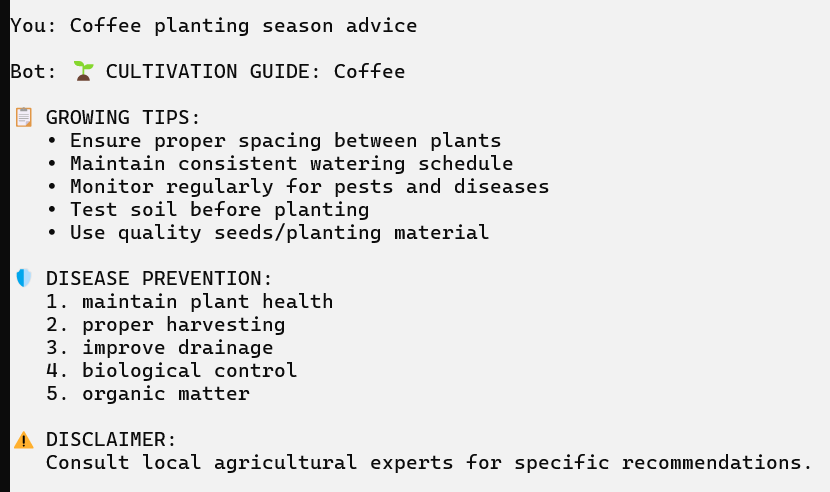 You: Coffee planting season advice
Bot: 🌱 CULTIVATION GUIDE: Coffee
📋 GROWING TIPS:
• Ensure proper spacing between plants
• Maintain consistent watering schedule
• Monitor regularly for pests and diseases
• Test soil before planting
• Use quality seeds/planting material
🛡️ DISEASE PREVENTION:
1. maintain plant health
2. proper harvesting
3. improve drainage
4. biological control
5. organic matter
⚠️ DISCLAIMER:
Consult local agricultural experts for specific recommendations.